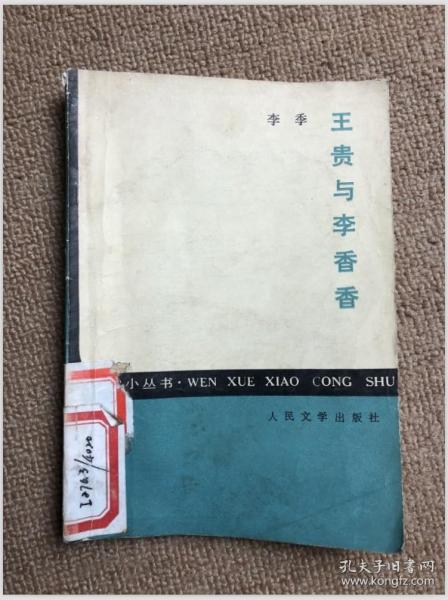 李季
王贵与李香香
小丛书·WEN XUE XIAO CONG SHU
人民文学出版社
孔夫子旧书网
www.kongfz.com